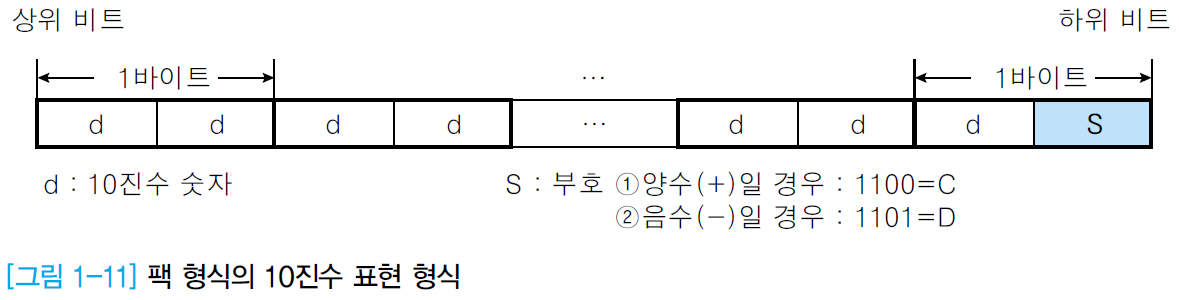 상위 비트 하위 비트
1바이트 … 1바이트
d d d d … d d d S
d : 10진수 숫자 S : 부호 ①양수(+)일 경우 : 1100=C
②음수(−)일 경우 : 1101=D
[그림 1-11] 팩 형식의 10진수 표현 형식